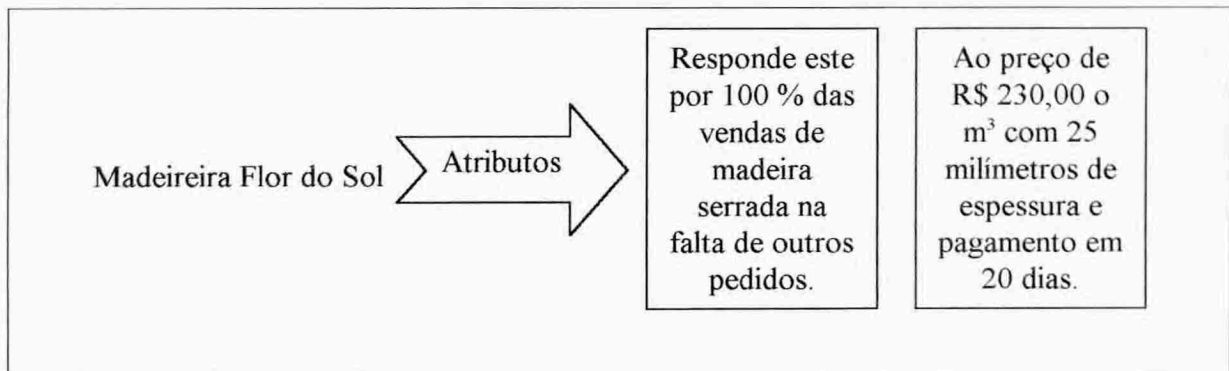 Madeireira Flor do Sol
Atributos
Responde este
por 100 % das
vendas de
madeira
serrada na
falta de outros
pedidos.
Ao preço de
R$ 230,00 o
m³ com 25
milímetros de
espessura e
pagamento em
20 dias.